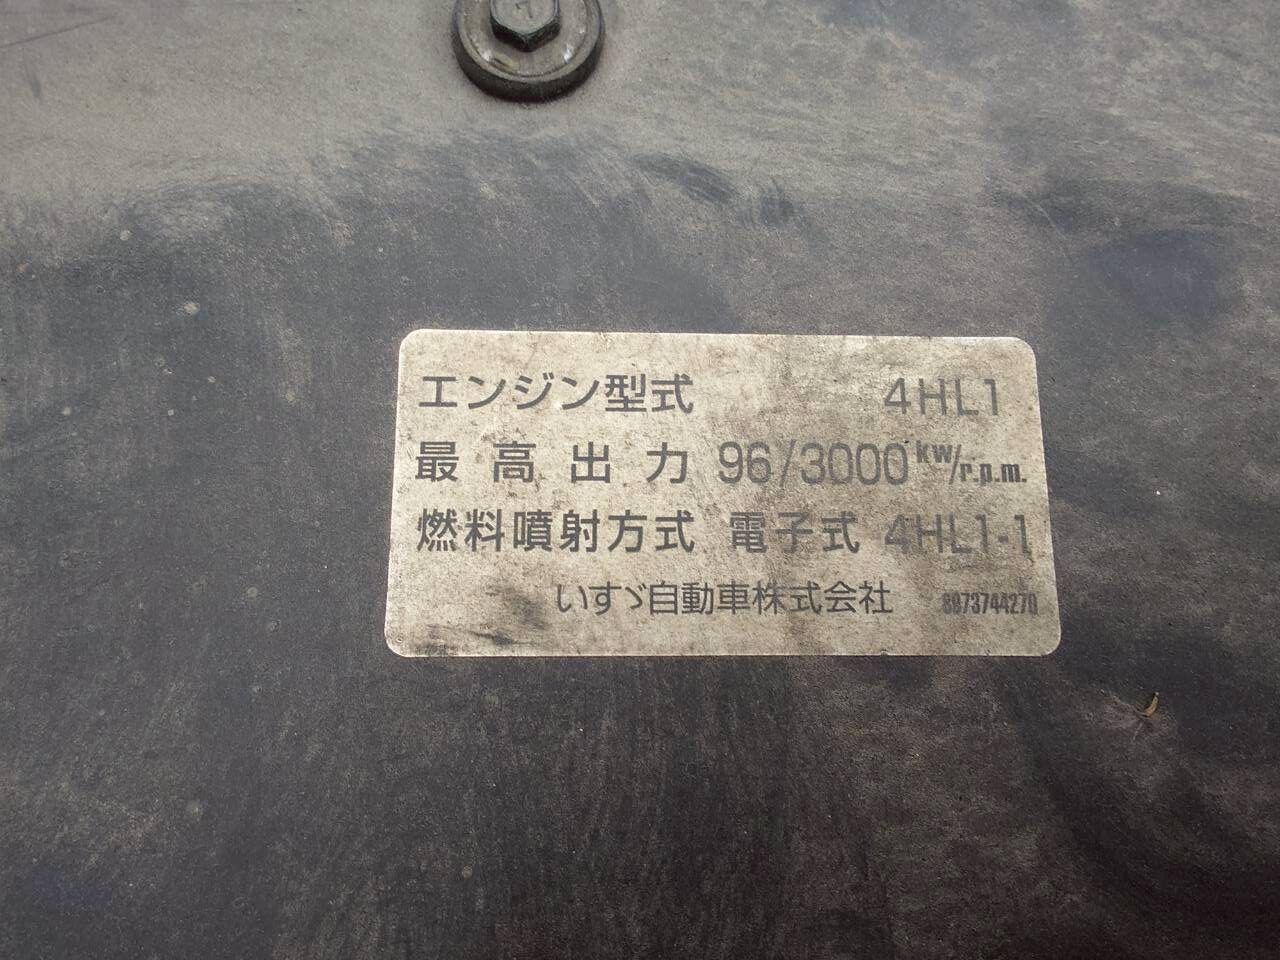 エンジン型式 4HL1
最高出力 96/3000 kw/r.p.m.
燃料噴射方式 電子式 4HL1-1
いすゞ自動車株式会社 8973744270